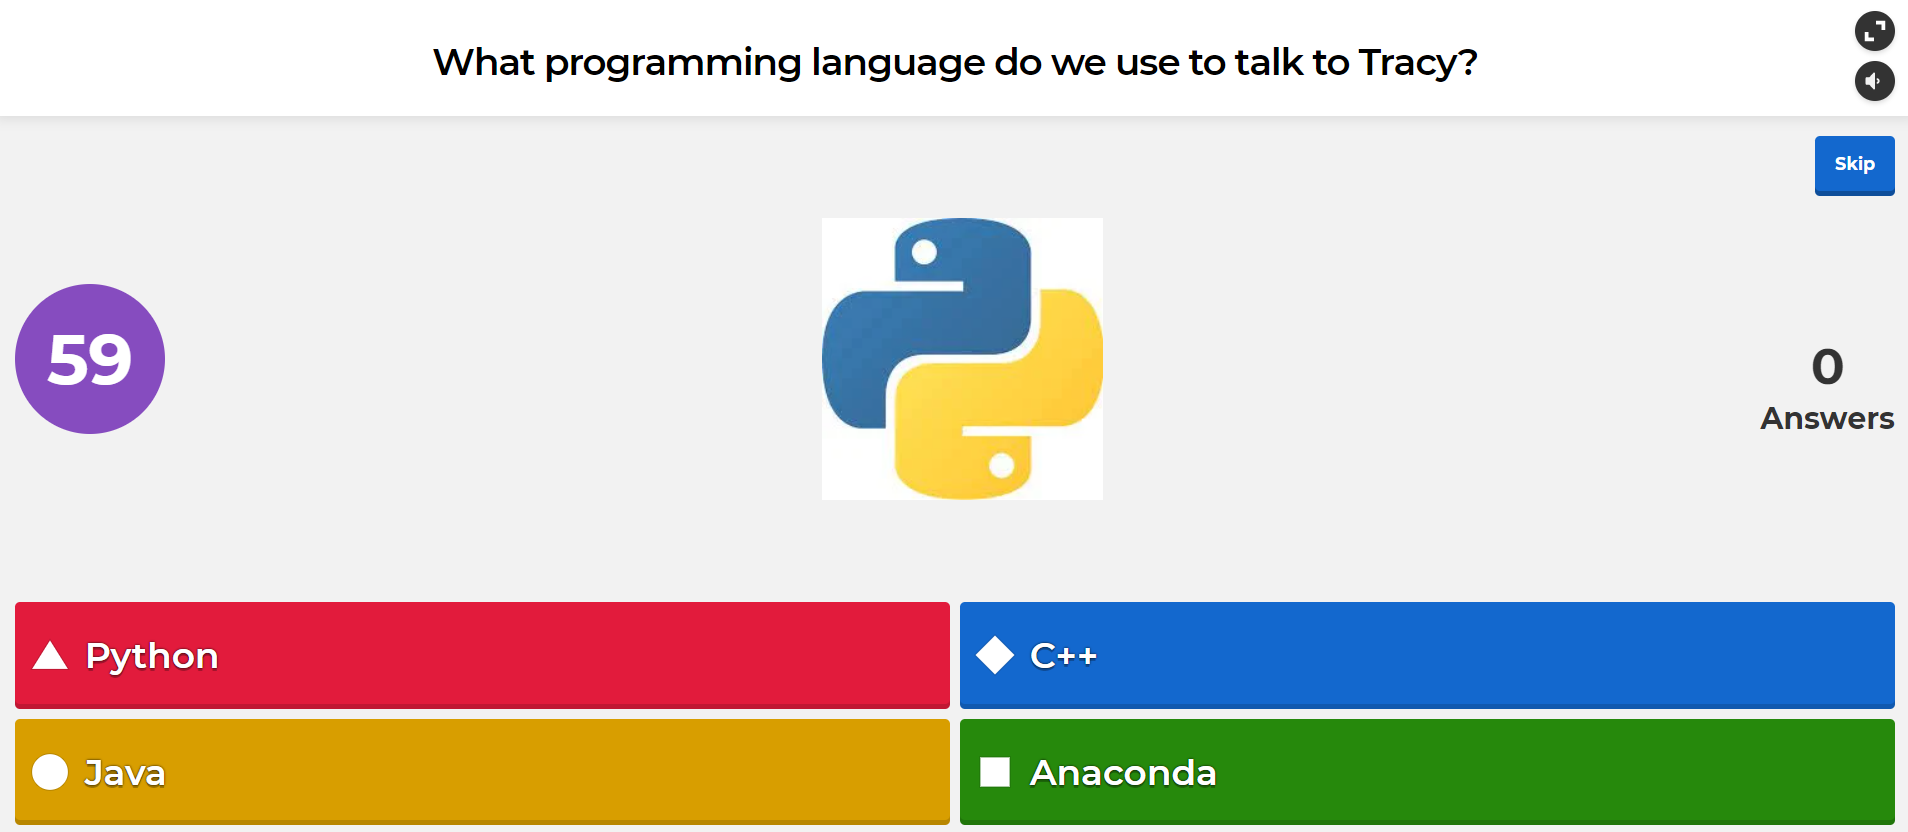 What programming language do we use to talk to Tracy?
Skip
59
0
Answers
Python
C++
Java
Anaconda